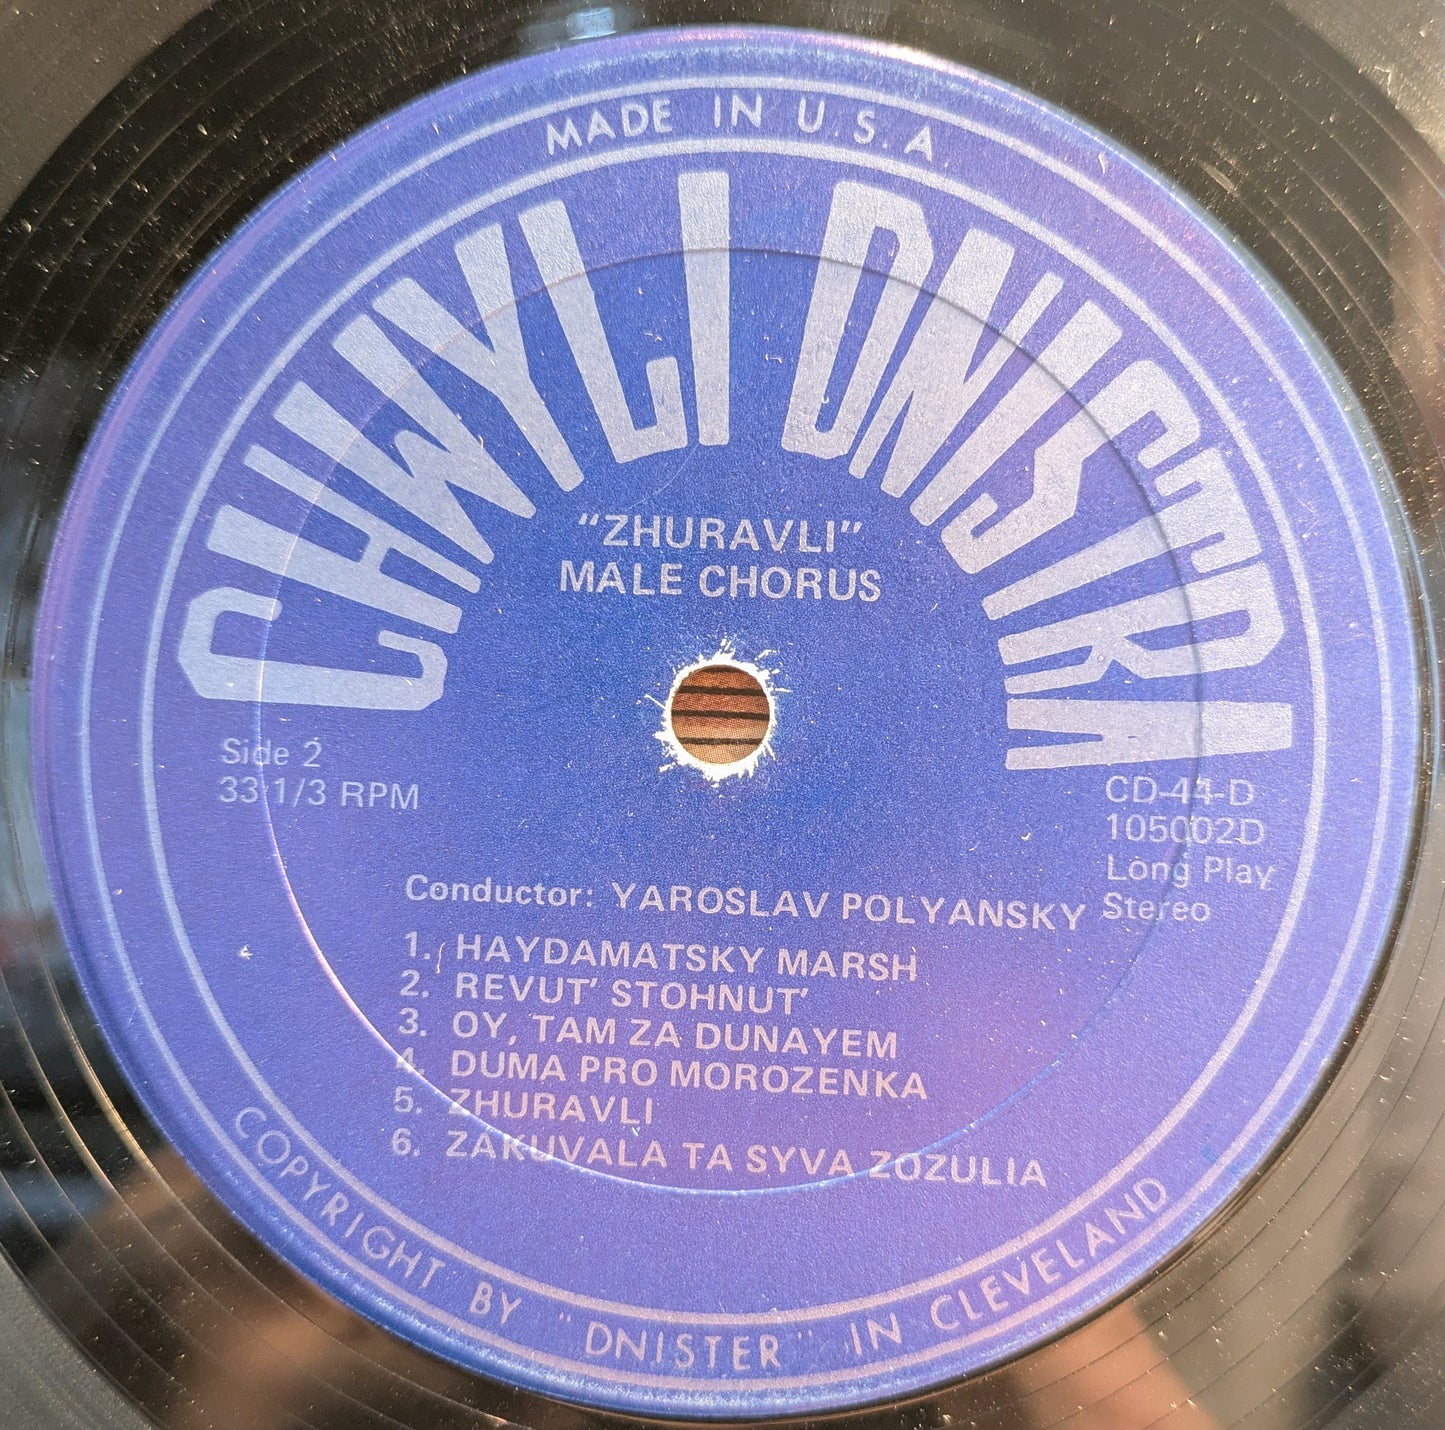 MADE IN U.S.A.
CHWYLI DNISTRA
"ZHURAVLI"
MALE CHORUS
Side 2
33 1/3 RPM
CD-44-D
105002D
Long Play
Stereo
Conductor: YAROSLAV POLYANSKY
1. HAYDAMATSKY MARSH
2. REVUT' STOHNUT'
3. OY, TAM ZA DUNAYEM
4. DUMA PRO MOROZENKA
5. ZHURAVLI
6. ZAKUVALA TA SYVA ZOZULIA
COPYRIGHT BY "DNISTER" IN CLEVELAND